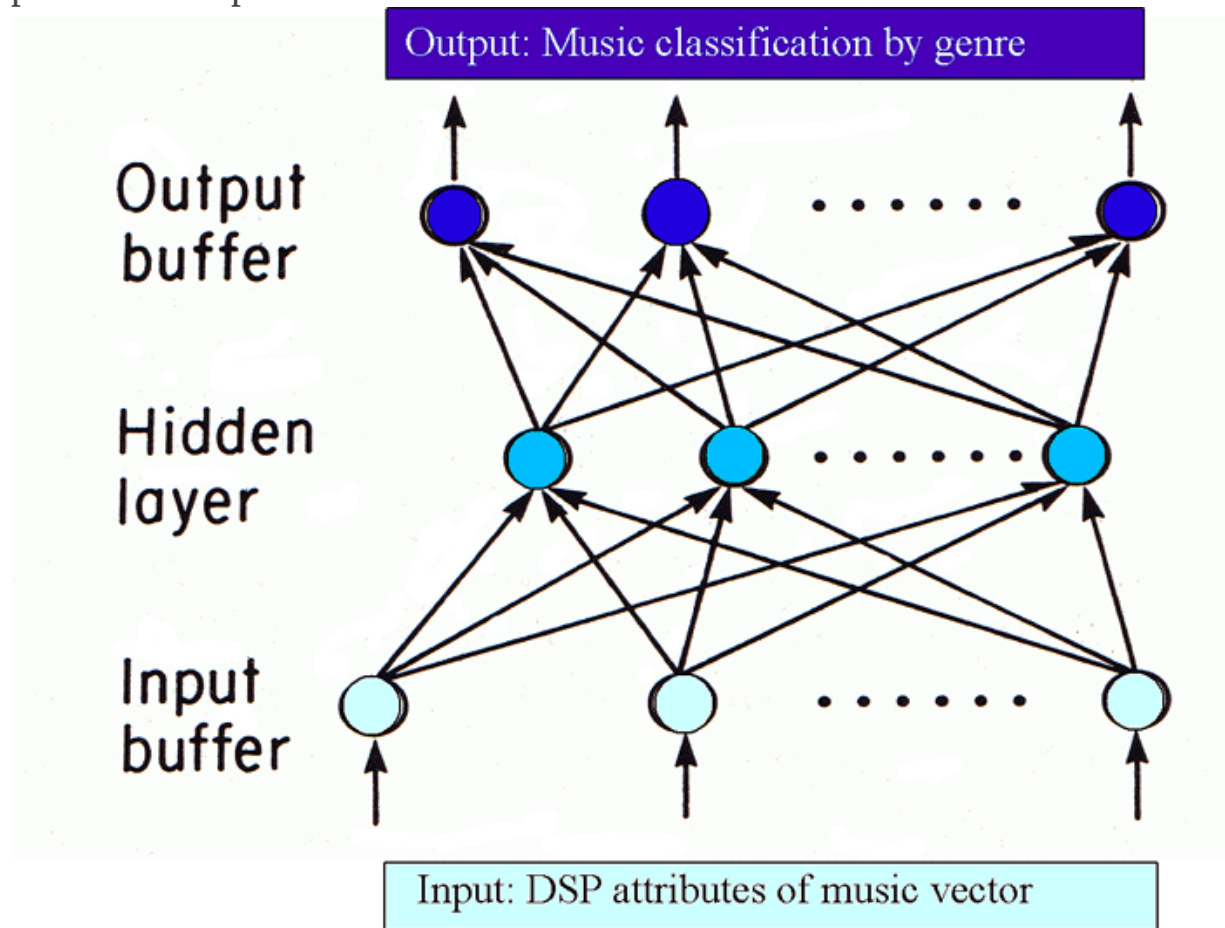 Output: Music classification by genre
Output
buffer
Hidden
layer
Input
buffer
Input: DSP attributes of music vector